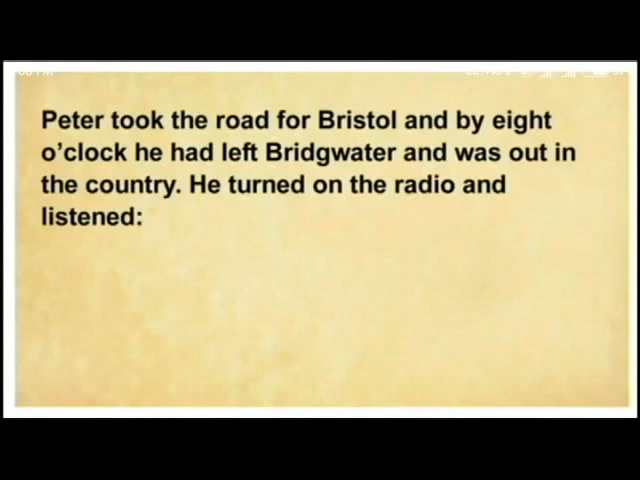 Peter took the road for Bristol and by eight
o’clock he had left Bridgwater and was out in
the country. He turned on the radio and
listened: